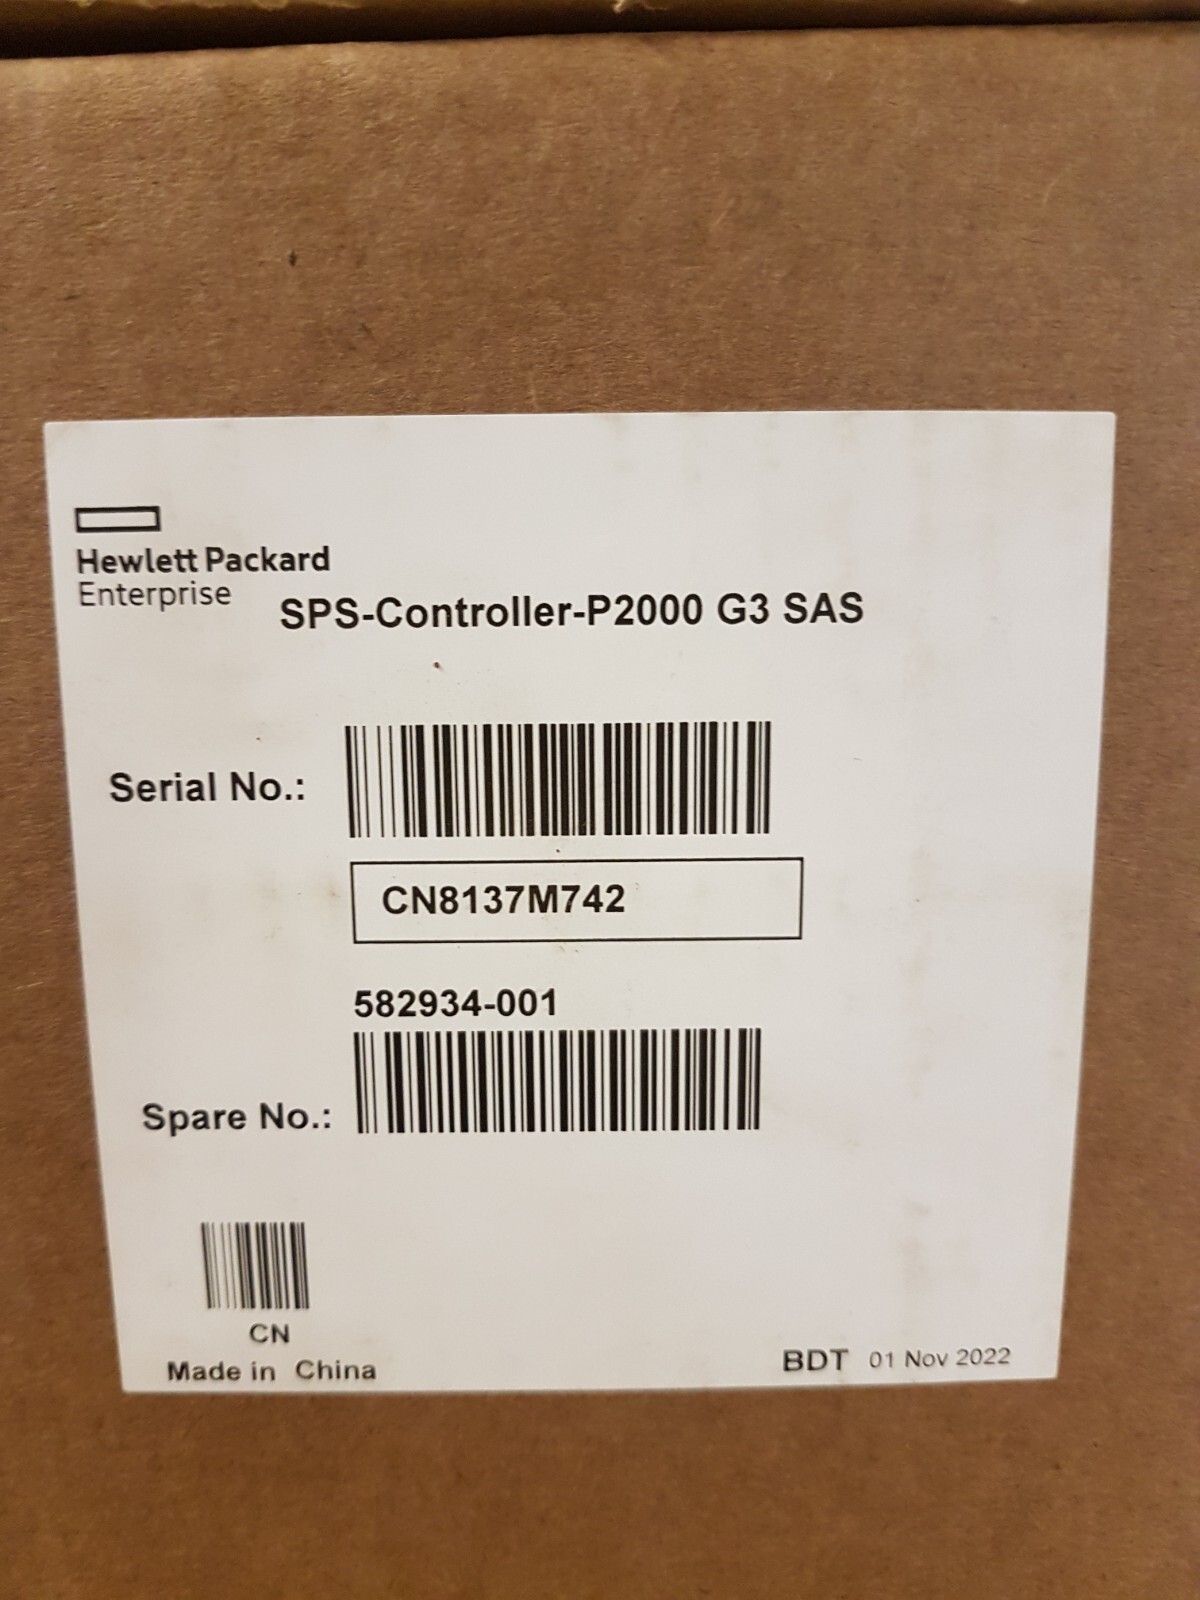 Hewlett Packard
Enterprise
SPS-Controller-P2000 G3 SAS
Serial No.:
CN8137M742
582934-001
Spare No.:
CN
Made in China
BDT 01 Nov 2022